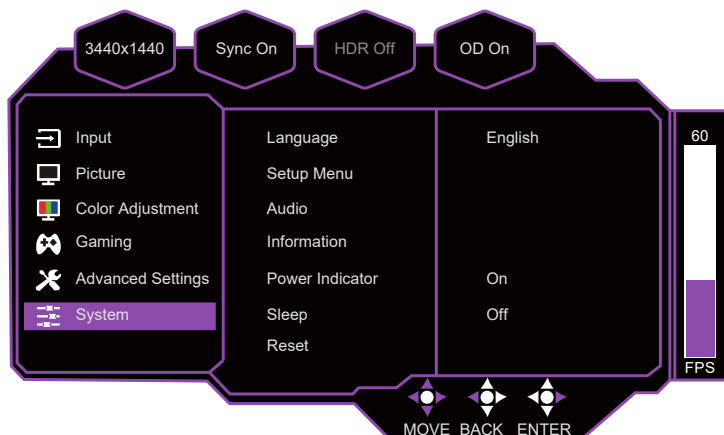 3440x1440
Sync On
HDR Off
OD On
Input
Picture
Color Adjustment
Gaming
Advanced Settings
System
Language English
Setup Menu
Audio
Information
Power Indicator On
Sleep Off
Reset
60
FPS
MOVE BACK ENTER